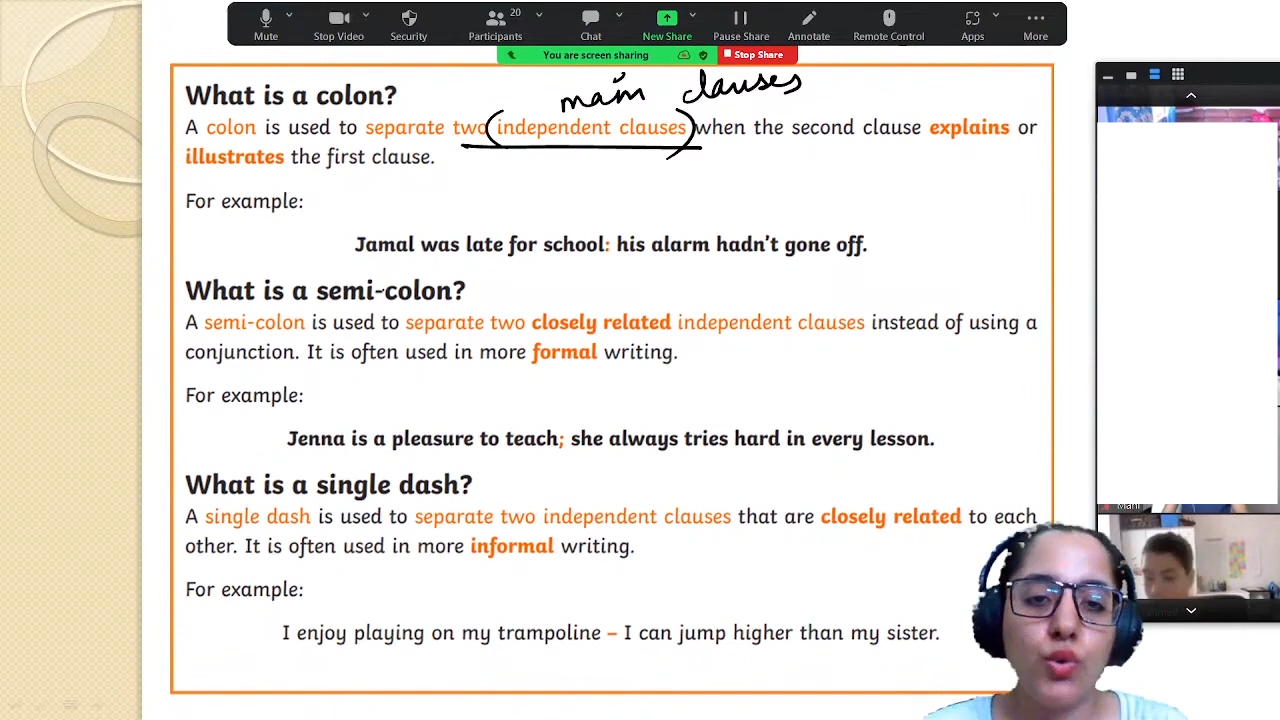 Mute
Stop Video
Security
Participants
20
Chat
New Share
Pause Share
Annotate
Remote Control
Apps
More
You are screen sharing
Stop Share
main clauses
What is a colon?
A colon is used to separate two (independent clauses) when the second clause explains or
illustrates the first clause.
For example:
Jamal was late for school: his alarm hadn't gone off.
What is a semi-colon?
A semi-colon is used to separate two closely related independent clauses instead of using a
conjunction. It is often used in more formal writing.
For example:
Jenna is a pleasure to teach; she always tries hard in every lesson.
What is a single dash?
A single dash is used to separate two independent clauses that are closely related to each
other. It is often used in more informal writing.
For example:
I enjoy playing on my trampoline – I can jump higher than my sister.